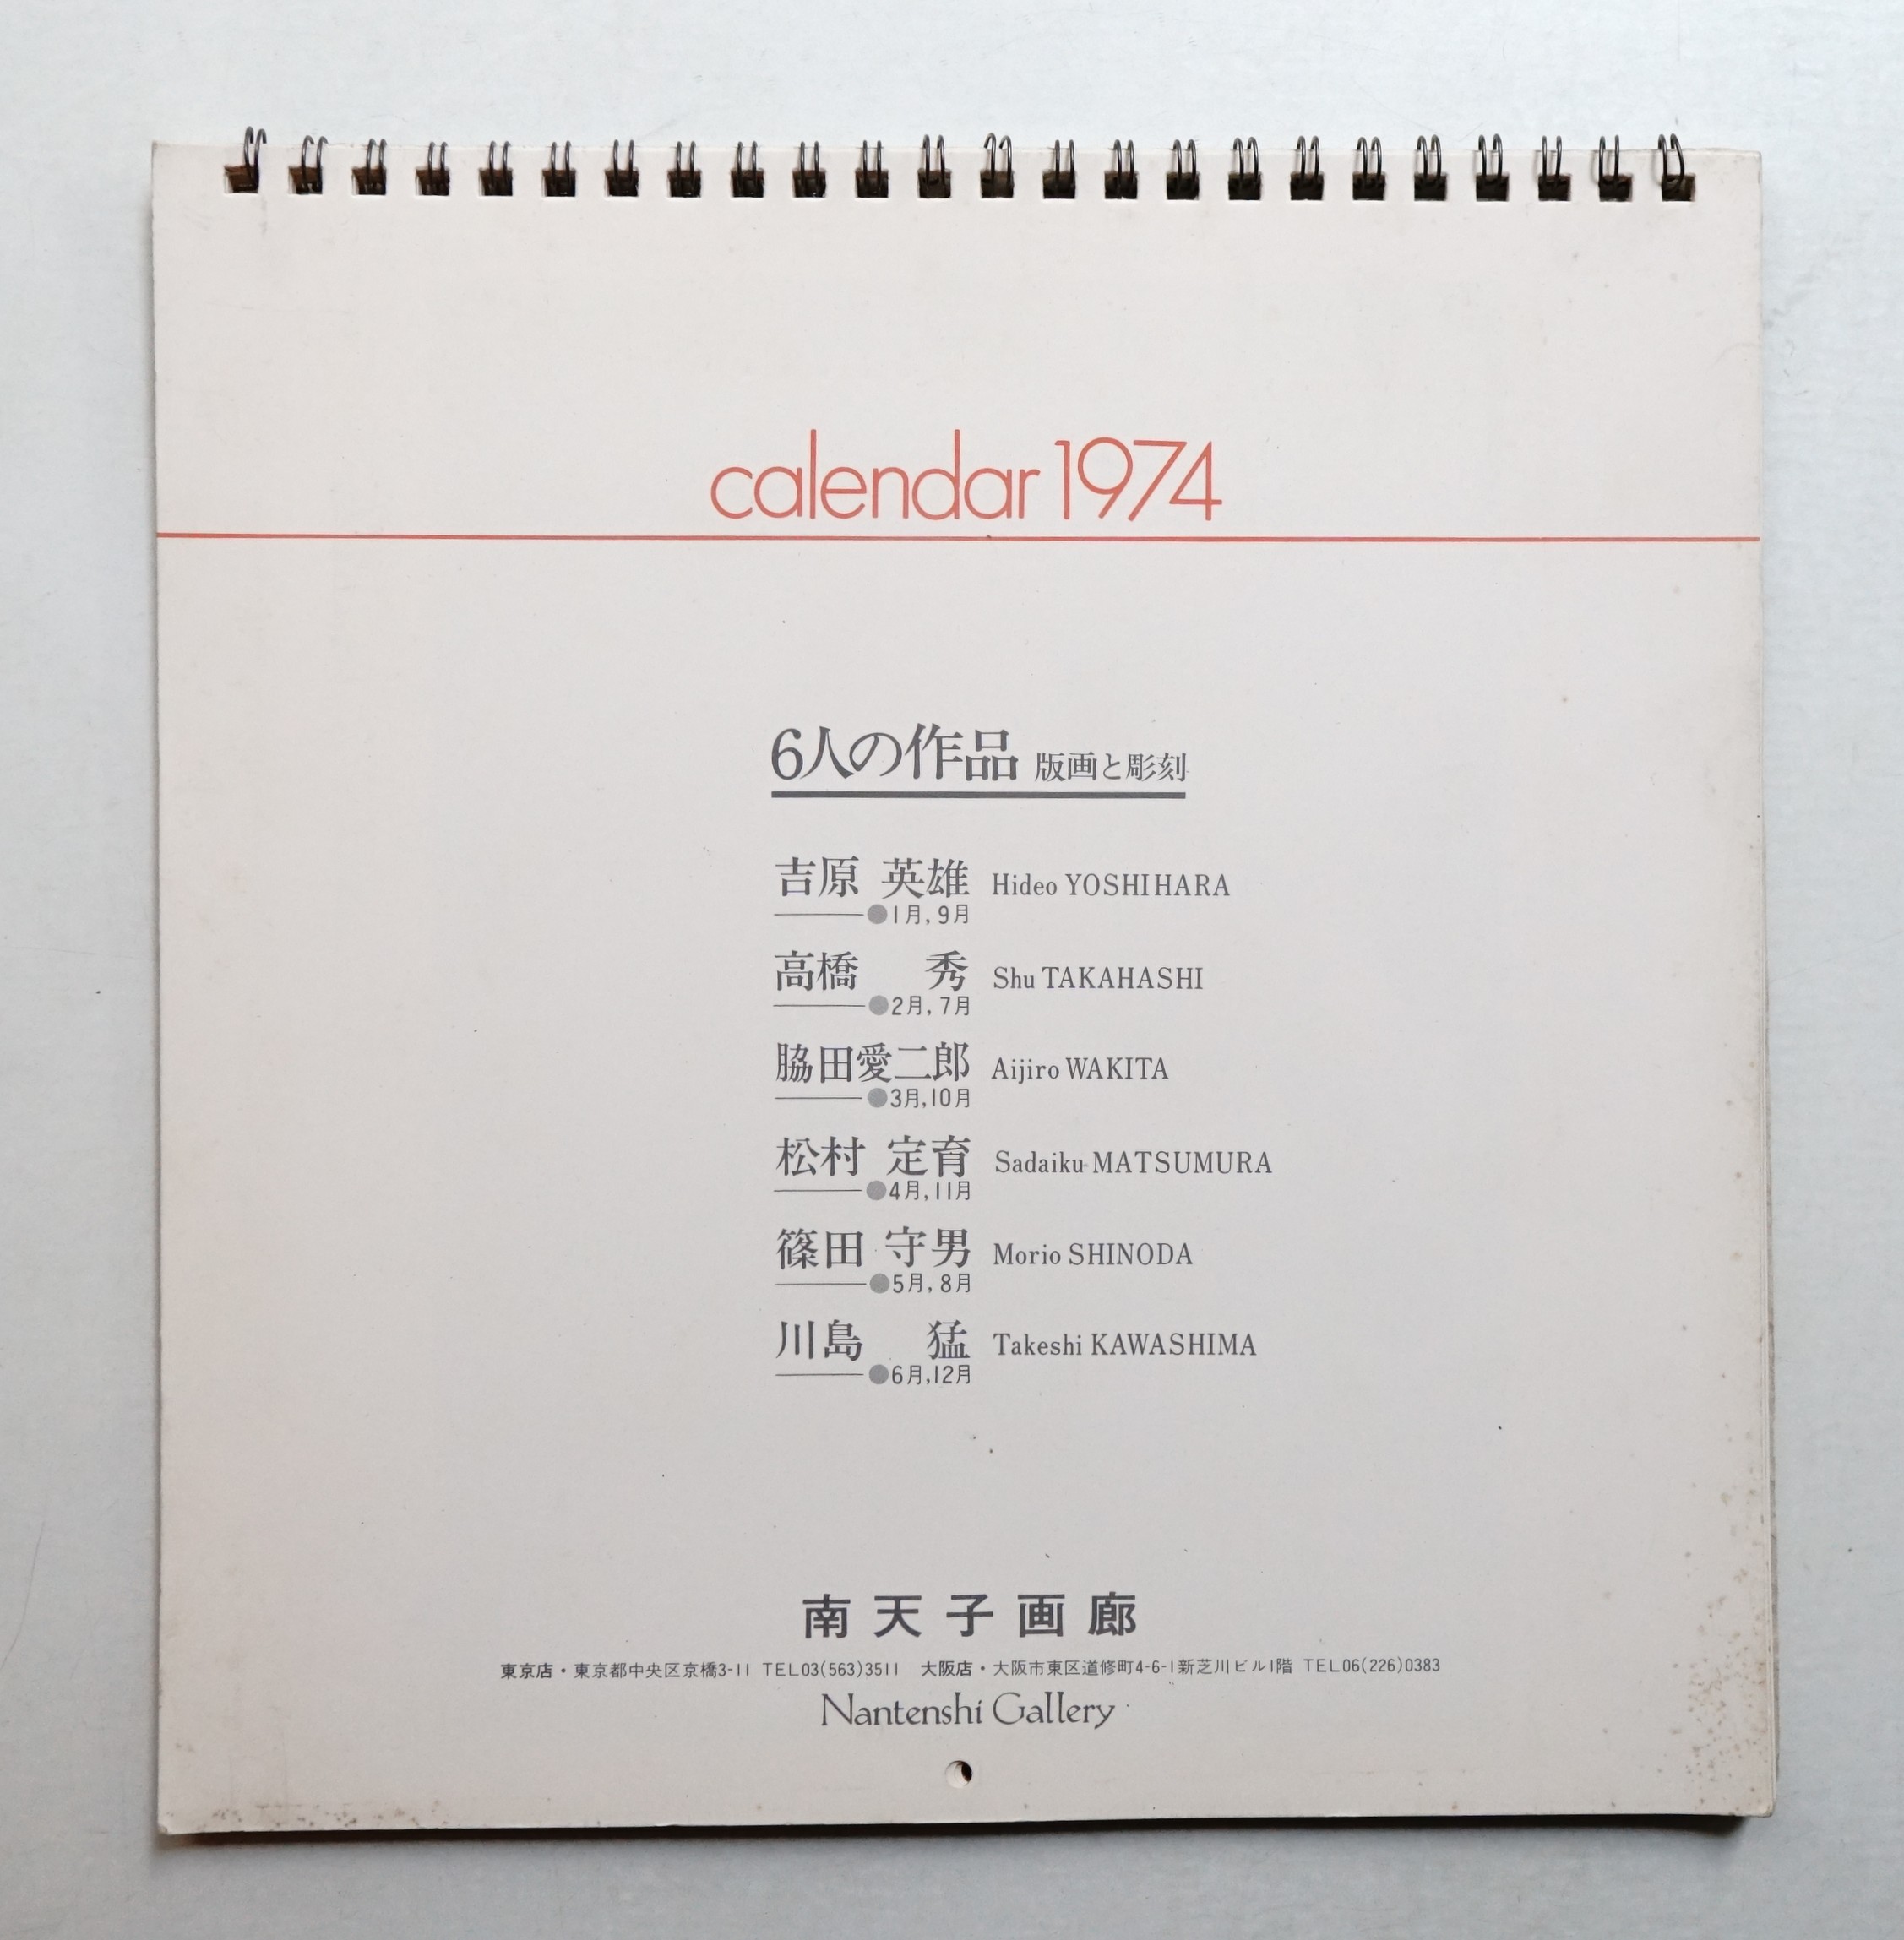 calendar 1974
6人の作品 版画と彫刻
吉原 英雄 Hideo YOSHIHARA
●1月, 9月
高橋 秀 Shu TAKAHASHI
●2月, 7月
脇田愛二郎 Aijiro WAKITA
●3月, 10月
松村 定育 Sadaiku MATSUMURA
●4月, 11月
篠田 守男 Morio SHINODA
●5月, 8月
川島 猛 Takeshi KAWASHIMA
●6月, 12月
南天子画廊
東京店・東京都中央区京橋3-11 TEL03(563)3511 大阪店・大阪市東区道修町4-6-1新芝川ビル1階 TEL06(226)0383
Nantenshi Gallery